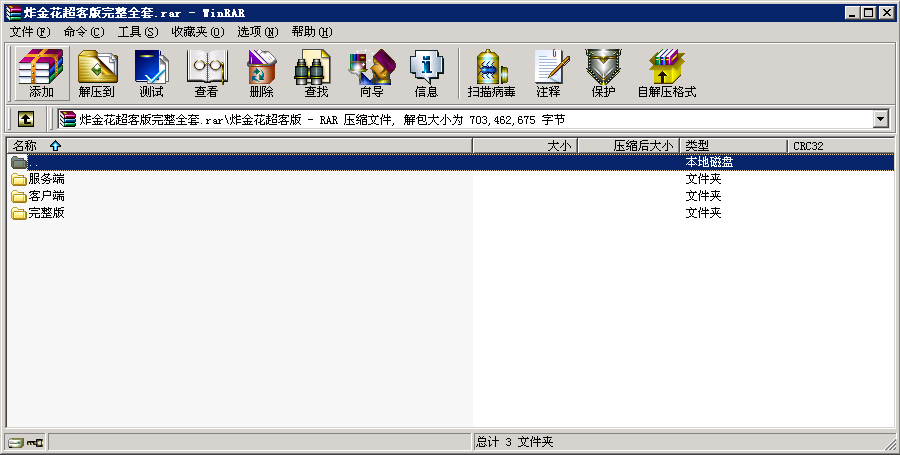 炸金花超客版完整全套.rar - WinRAR
文件(F) 命令(C) 工具(S) 收藏夹(O) 选项(N) 帮助(H)
添加 解压到 测试 查看 删除 查找 向导 信息 扫描病毒 注释 保护 自解压格式
炸金花超客版完整全套.rar\炸金花超客版 - RAR 压缩文件, 解包大小为 703,462,675 字节
名称 大小 压缩后大小 类型 CRC32
.. 本地磁盘
服务端 文件夹
客户端 文件夹
完整版 文件夹
总计 3 文件夹